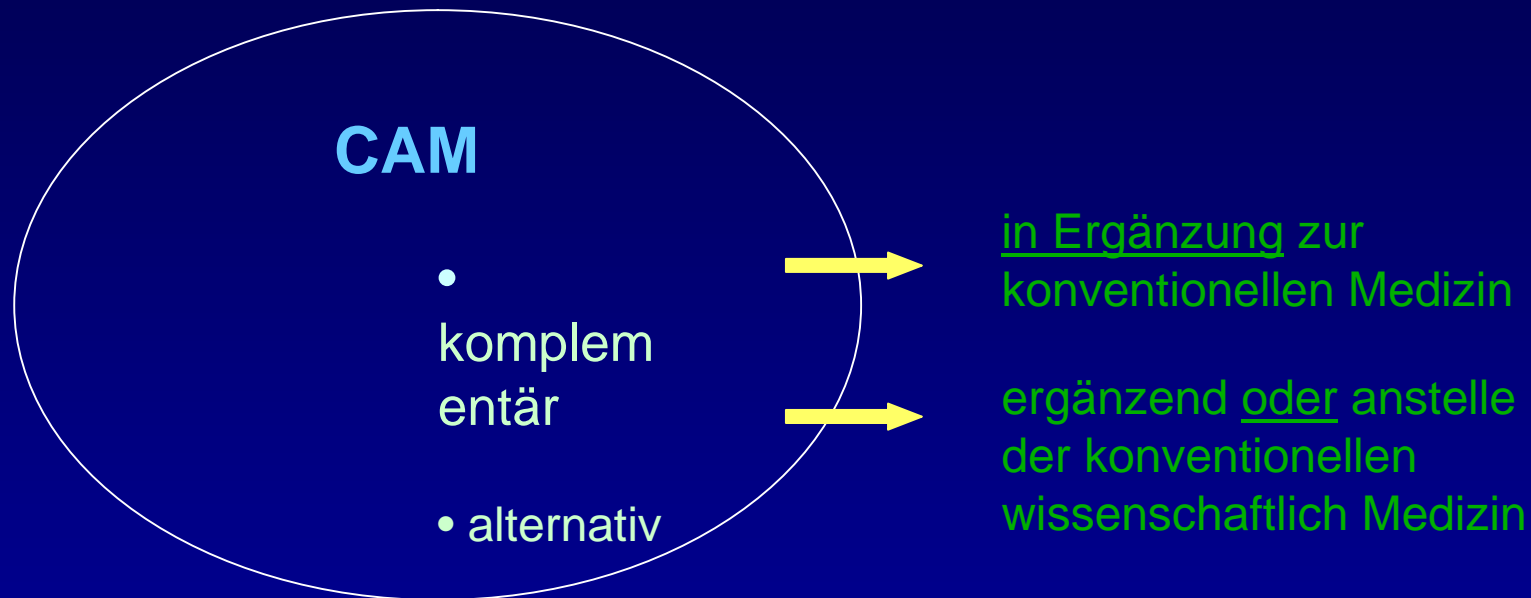 CAM
•
komplem
entär
• alternativ
in Ergänzung zur
konventionellen Medizin
ergänzend oder anstelle
der konventionellen
wissenschaftlich Medizin